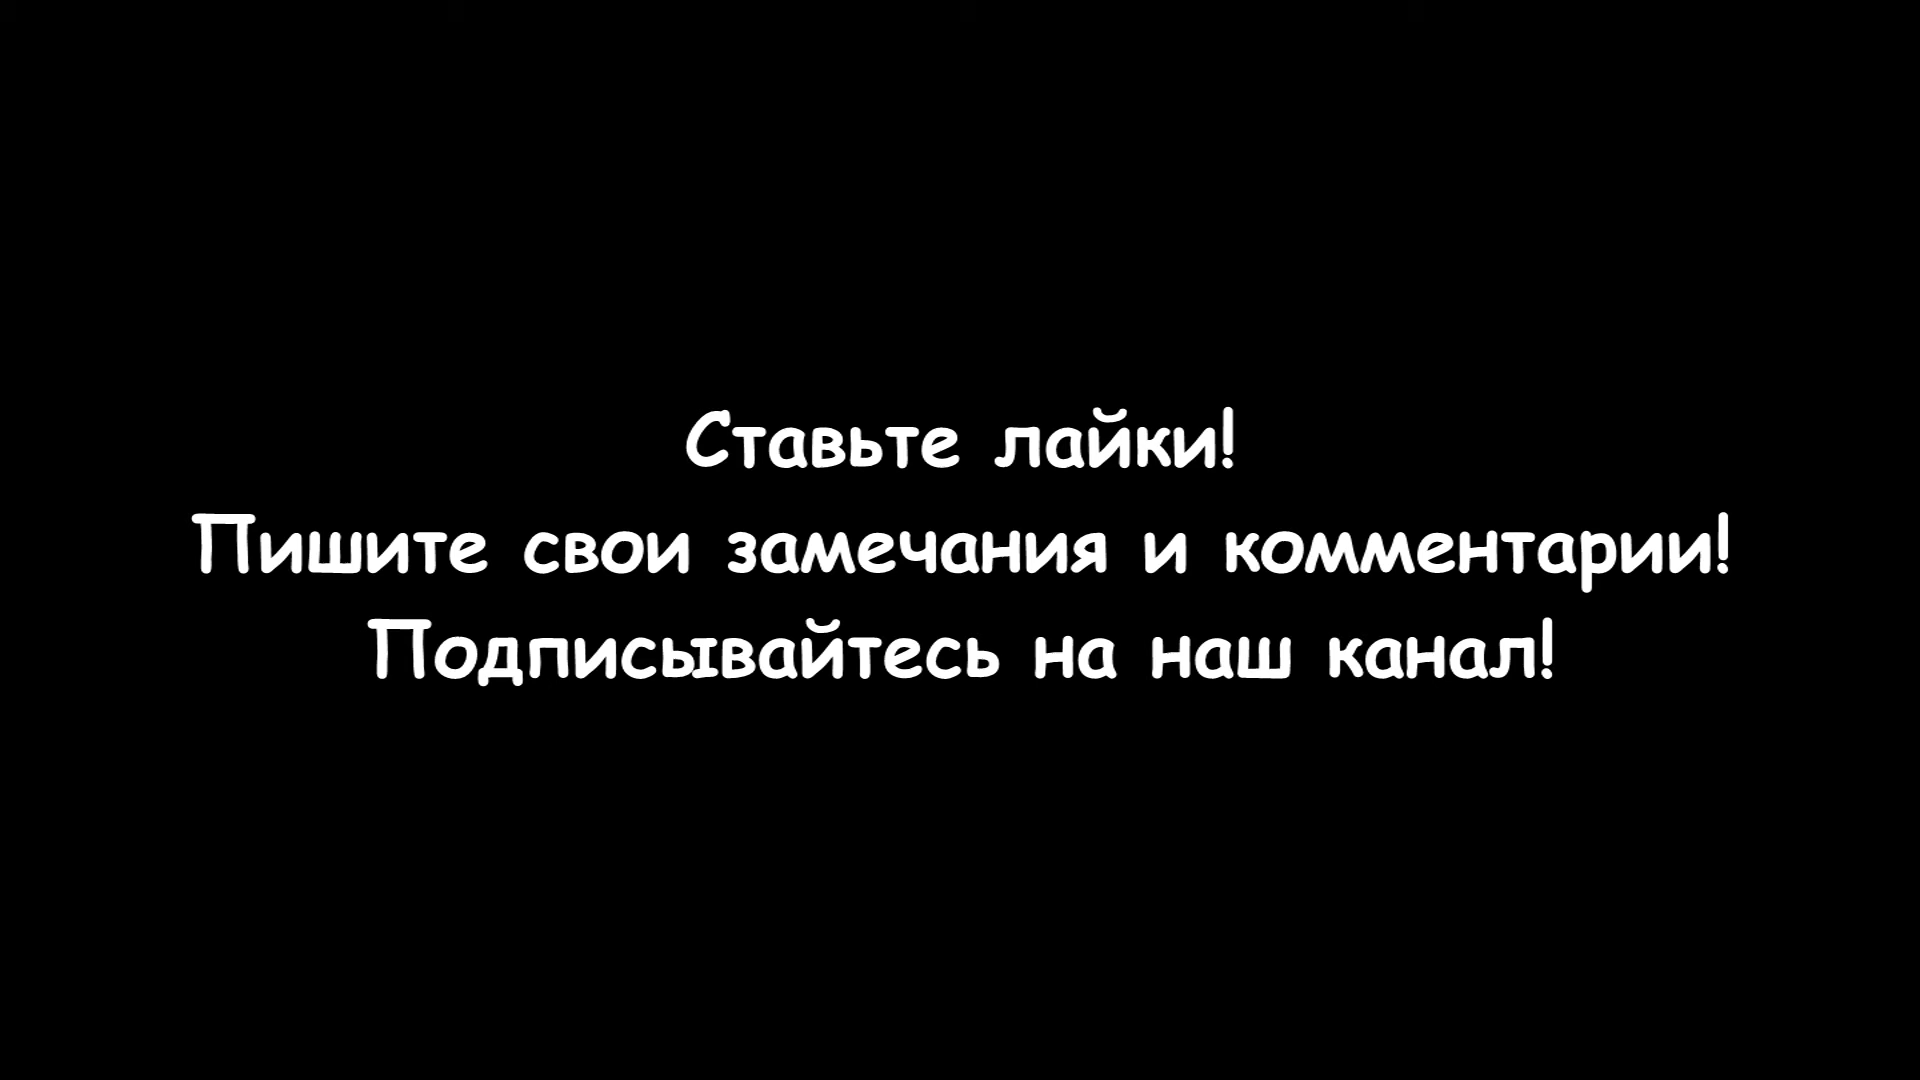 Ставьте лайки!
Пишите свои замечания и комментарии!
Подписывайтесь на наш канал!